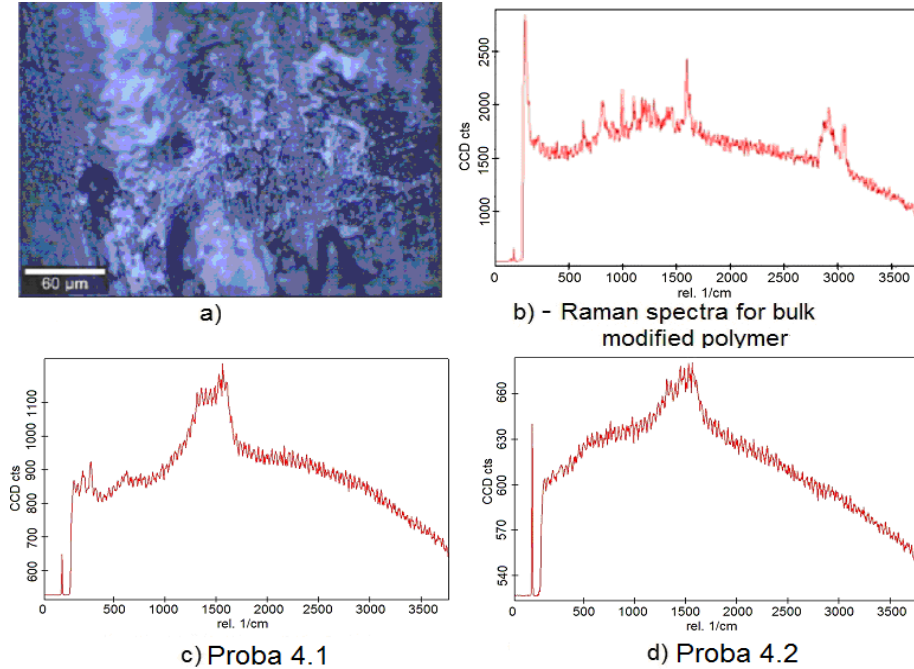 60 µm
a)
CCD cts
1000 1500 2000 2500
500 1000 1500 2000 2500 3000 3500
rel. 1/cm
b) - Raman spectra for bulk
modified polymer
CCD cts
600 700 800 900 1000 1100
0 500 1000 1500 2000 2500 3000 3500
rel. 1/cm
c) Proba 4.1
CCD cts
540 570 600 630 660
0 500 1000 1500 2000 2500 3000 3500
rel. 1/cm
d) Proba 4.2